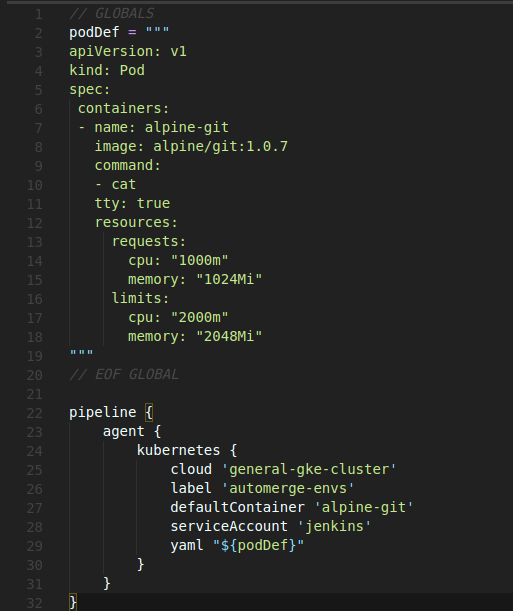 1 // GLOBALS
2 podDef = """
3 apiVersion: v1
4 kind: Pod
5 spec:
6  containers:
7  - name: alpine-git
8    image: alpine/git:1.0.7
9    command:
10    - cat
11    tty: true
12    resources:
13      requests:
14        cpu: "1000m"
15        memory: "1024Mi"
16      limits:
17        cpu: "2000m"
18        memory: "2048Mi"
19 """
20 // EOF GLOBAL
21
22 pipeline {
23     agent {
24         kubernetes {
25             cloud 'general-gke-cluster'
26             label 'automerge-envs'
27             defaultContainer 'alpine-git'
28             serviceAccount 'jenkins'
29             yaml "${podDef}"
30         }
31     }
32 }